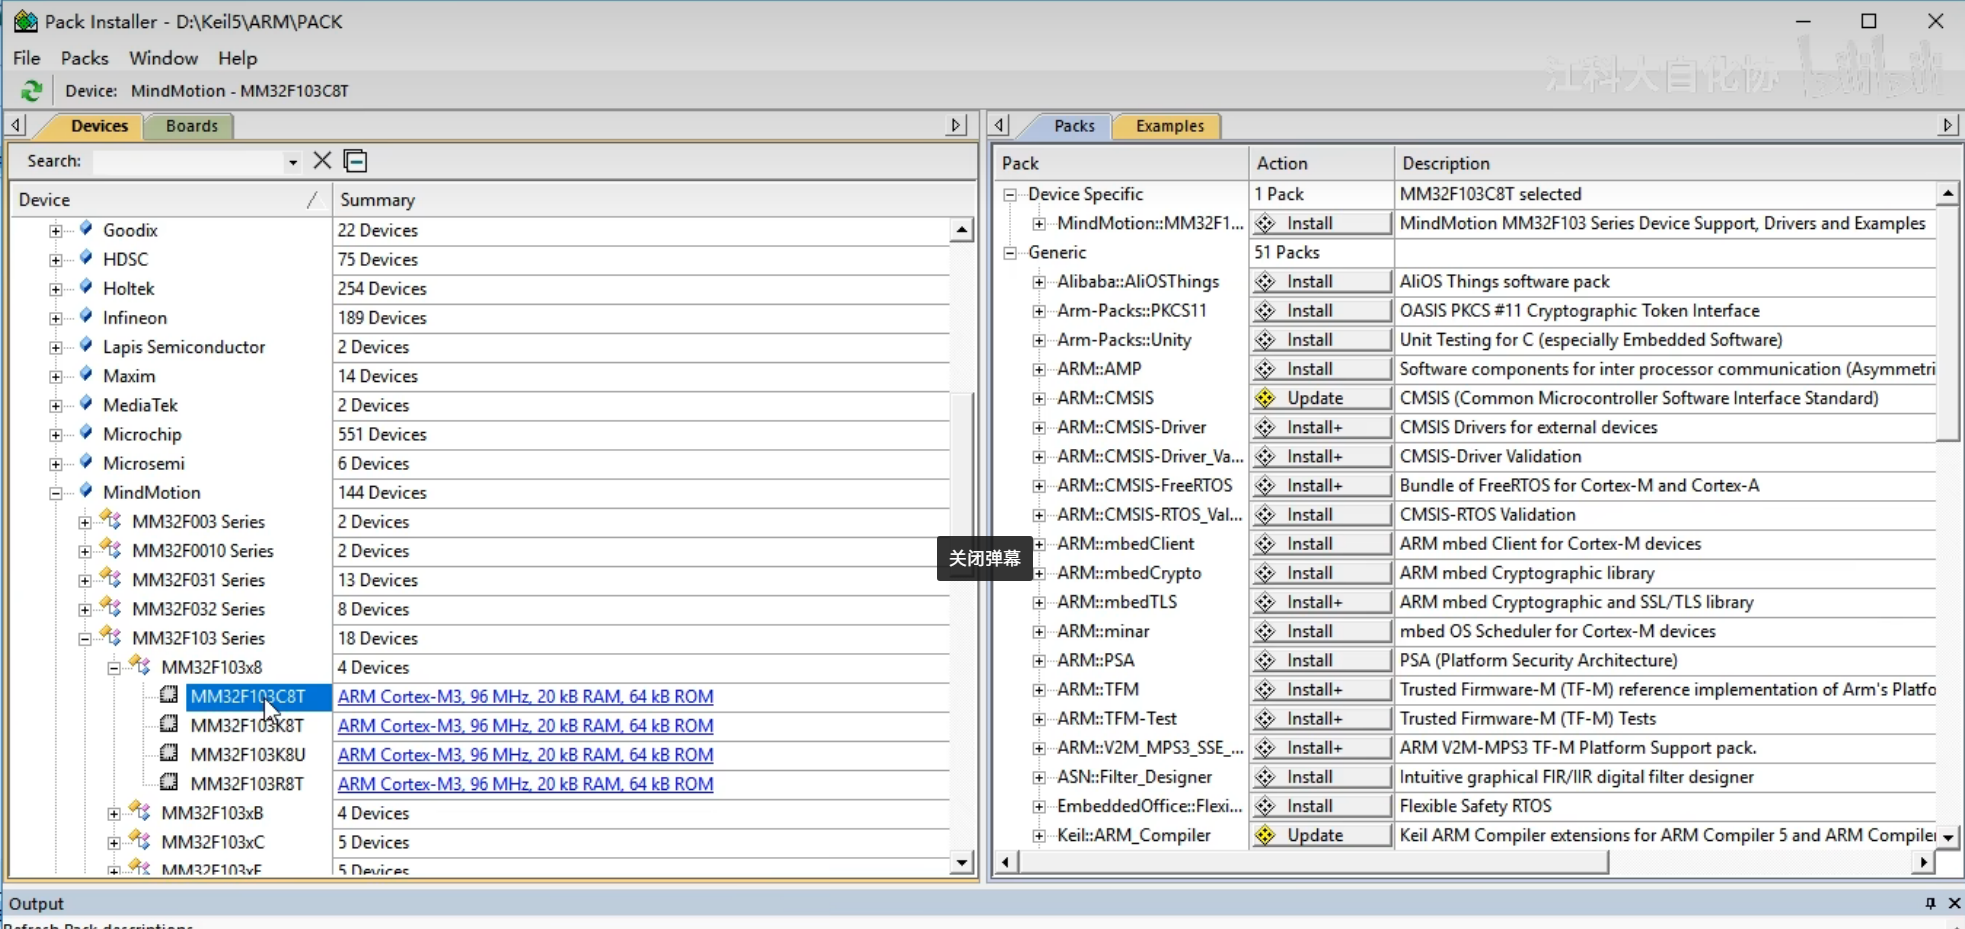 Pack Installer - D:\Keil5\ARM\PACK
File Packs Window Help
江科大自化协 bilibili
Device: MindMotion - MM32F103C8T
Devices Boards
Search:
Device Summary
Goodix 22 Devices
HDSC 75 Devices
Holtek 254 Devices
Infineon 189 Devices
Lapis Semiconductor 2 Devices
Maxim 14 Devices
MediaTek 2 Devices
Microchip 551 Devices
Microsemi 6 Devices
MindMotion 144 Devices
MM32F003 Series 2 Devices
MM32F0010 Series 2 Devices
MM32F031 Series 13 Devices
MM32F032 Series 8 Devices
MM32F103 Series 18 Devices
MM32F103x8 4 Devices
MM32F103C8T ARM Cortex-M3, 96 MHz, 20 kB RAM, 64 kB ROM
MM32F103K8T ARM Cortex-M3, 96 MHz, 20 kB RAM, 64 kB ROM
MM32F103K8U ARM Cortex-M3, 96 MHz, 20 kB RAM, 64 kB ROM
MM32F103R8T ARM Cortex-M3, 96 MHz, 20 kB RAM, 64 kB ROM
MM32F103xB 4 Devices
MM32F103xC 5 Devices
5 Devices
关闭弹幕
Packs Examples
Pack Action Description
Device Specific 1 Pack MM32F103C8T selected
MindMotion::MM32F1... Install MindMotion MM32F103 Series Device Support, Drivers and Examples
Generic 51 Packs
Alibaba::AliOSThings Install AliOS Things software pack
Arm-Packs::PKCS11 Install OASIS PKCS #11 Cryptographic Token Interface
Arm-Packs::Unity Install Unit Testing for C (especially Embedded Software)
ARM::AMP Install Software components for inter processor communication (Asymmetri
ARM::CMSIS Update CMSIS (Common Microcontroller Software Interface Standard)
ARM::CMSIS-Driver Install+ CMSIS Drivers for external devices
ARM::CMSIS-Driver_Va... Install+ CMSIS-Driver Validation
ARM::CMSIS-FreeRTOS Install+ Bundle of FreeRTOS for Cortex-M and Cortex-A
ARM::CMSIS-RTOS_Val... Install CMSIS-RTOS Validation
ARM::mbedClient Install ARM mbed Client for Cortex-M devices
ARM::mbedCrypto Install ARM mbed Cryptographic library
ARM::mbedTLS Install+ ARM mbed Cryptographic and SSL/TLS library
ARM::minar Install mbed OS Scheduler for Cortex-M devices
ARM::PSA Install PSA (Platform Security Architecture)
ARM::TFM Install+ Trusted Firmware-M (TF-M) reference implementation of Arm's Platfo
ARM::TFM-Test Install+ Trusted Firmware-M (TF-M) Tests
ARM::V2M_MPS3_SSE_... Install+ ARM V2M-MPS3 TF-M Platform Support pack.
ASN::Filter_Designer Install Intuitive graphical FIR/IIR digital filter designer
EmbeddedOffice::Flexi... Install Flexible Safety RTOS
Keil::ARM_Compiler Update Keil ARM Compiler extensions for ARM Compiler 5 and ARM Compiler
Output
Refresh Pack descriptions